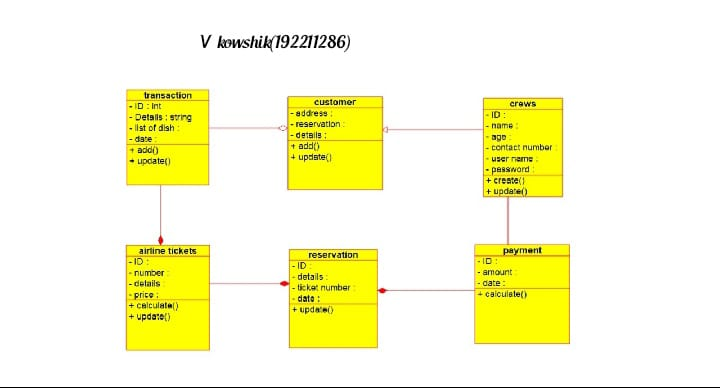 V kowshik(192211286)
transaction
- ID : int
- Details : string
- list of dish :
- date :
+ add()
+ update()
customer
- address :
- reservation :
- details :
+ add()
+ update()
crews
- ID :
- name :
- age :
- contact number :
- user name :
- password :
+ create()
+ update()
airline tickets
- ID :
- number :
- details :
- price :
+ calculate()
+ update()
reservation
- ID :
- details :
- ticket number :
- date :
+ update()
payment
- ID :
- amount :
- date :
+ calculate()